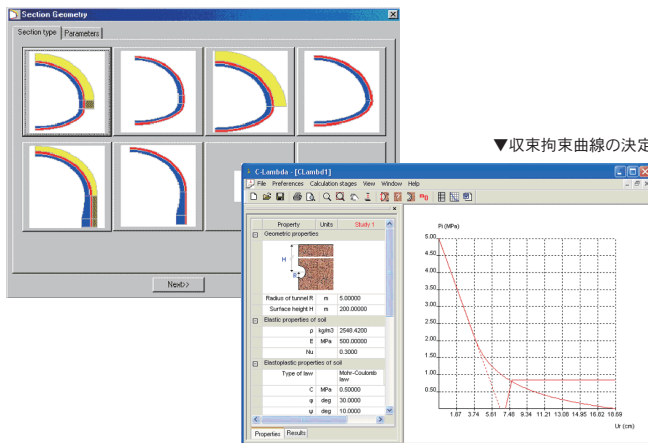 Section Geometry
Section type
Parameters
Next>>
▼収束拘束曲線の決定
C-Lambda - [CLambd1]
File Preferences Calculation stages View Window Help
Property Units Study 1
Geometric properties
H
R
Radius of tunnel R m 5.00000
Surface height H m 200.00000
Elastic properties of soil
ρ kg/m3 2548.4200
E MPa 500.00000
Nu 0.3000
Elastoplastic properties of soil
Type of law Mohr-Coulomb law
C MPa 0.50000
φ deg 30.0000
ψ deg 10.0000
Properties Results
Pi (MPa)
5.00
4.50
4.00
3.50
3.00
2.50
2.00
1.50
1.00
0.50
1.87 3.74 5.61 7.48 9.34 11.21 13.08 14.95 16.82 18.69
Ur (cm)